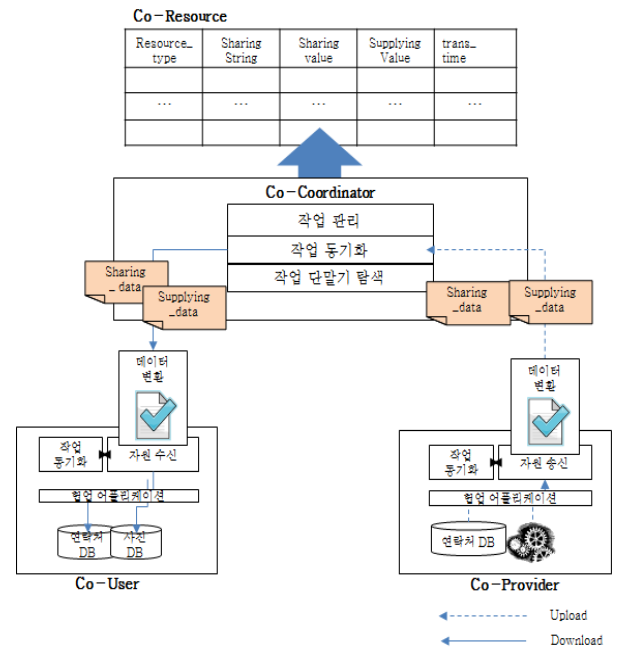 Co-Resource
Resource_ Sharing Sharing Supplying trans_
type String value Value time
... ... ... ... ...
Co-Coordinator
작업 관리
작업 동기화
작업 단말기 탐색
Sharing
_data
Supplying
_data
Sharing
_data
Supplying
_data
데이터
변환
작업
동기화
자원 수신
협업 어플리케이션
연락처
DB
사진
DB
Co-User
데이터
변환
작업
동기화
자원 송신
협업 어플리케이션
연락처 DB
Co-Provider
Upload
Download